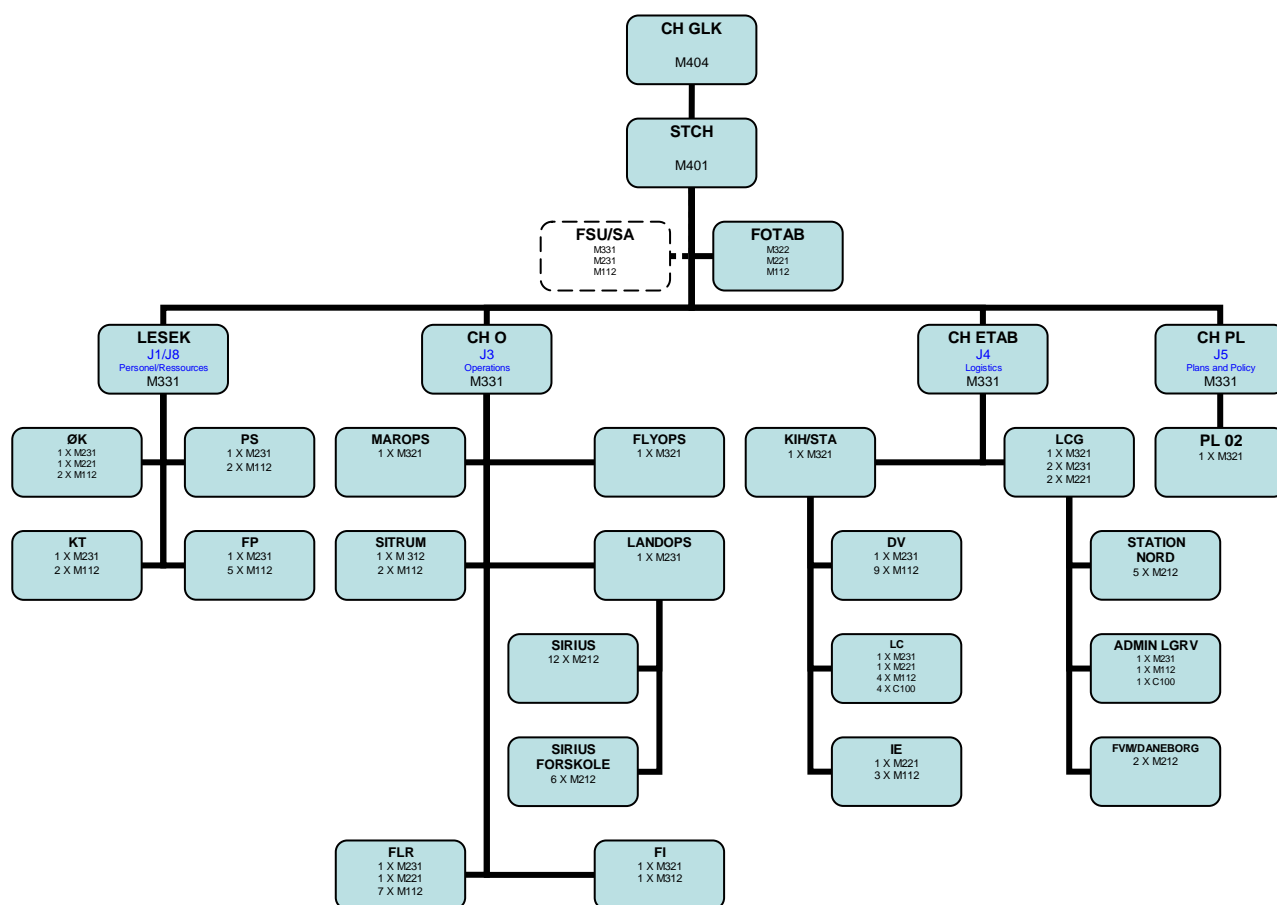 CH GLK
M404
STCH
M401
FSU/SA
M331
M231
M112
FOTAB
M322
M221
M112
LESEK
J1/J8
Personel/Ressources
M331
CH O
J3
Operations
M331
CH ETAB
J4
Logistics
M331
CH PL
J5
Plans and Policy
M331
ØK
1 X M231
1 X M221
2 X M112
PS
1 X M231
2 X M112
MAROPS
1 X M321
FLYOPS
1 X M321
KIH/STA
1 X M321
LCG
1 X M321
2 X M231
2 X M221
PL 02
1 X M321
KT
1 X M231
2 X M112
FP
1 X M231
5 X M112
SITRUM
1 X M 312
2 X M112
LANDOPS
1 X M231
DV
1 X M231
9 X M112
STATION
NORD
5 X M212
SIRIUS
12 X M212
LC
1 X M231
1 X M221
4 X M112
4 X C100
ADMIN LGRV
1 X M231
1 X M112
1 X C100
SIRIUS
FORSKOLE
6 X M212
IE
1 X M221
3 X M112
FVM/DANEBORG
2 X M212
FLR
1 X M231
1 X M221
7 X M112
FI
1 X M321
1 X M312